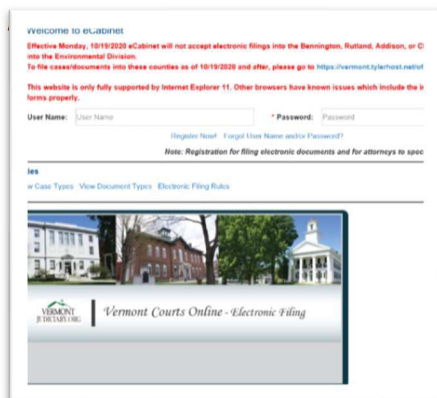 Welcome to eCabinet
Effective Monday, 10/19/2020 eCabinet will not accept electronic filings into the Bennington, Rutland, Addison, or C
into the Environmental Division.
To file cases/documents into these counties as of 10/19/2020 and after, please go to https://vermont.tylerhost.net/of
This website is only fully supported by Internet Explorer 11. Other browsers have known issues which include the i
forms properly.
User Name: User Name * Password: Password
Register Now! Forgot User Name and/or Password?
Note: Registration for filing electronic documents and for attorneys to spec
les
w Case Types View Document Types Electronic Filing Rules
VERMONT
JUDICIARY.ORG
Vermont Courts Online - Electronic Filing